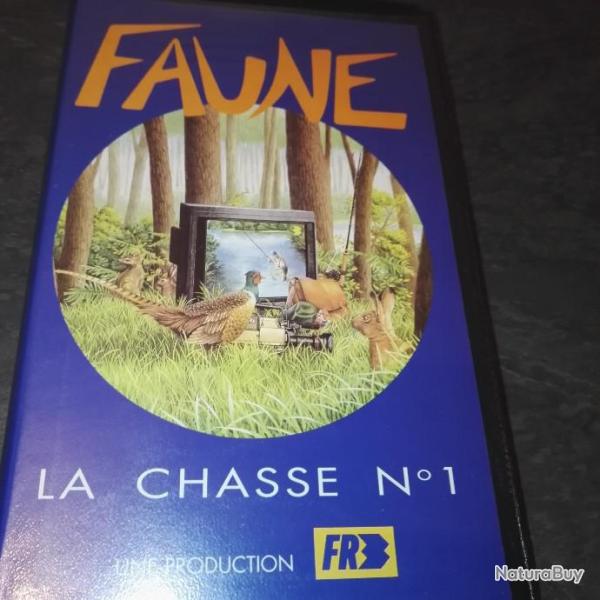 FAUNE
LA CHASSE N° 1
UNE PRODUCTION FR3
NaturaBuy